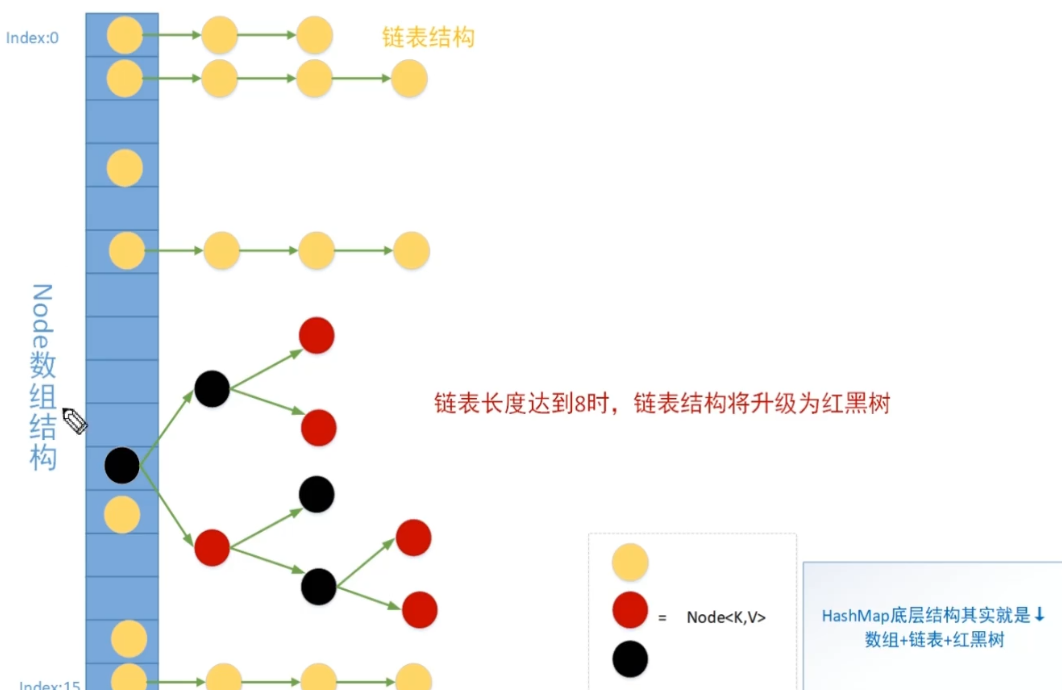 Index:0
链表结构
Node数组结构
链表长度达到8时，链表结构将升级为红黑树
= Node<K,V>
HashMap底层结构其实就是↓
数组+链表+红黑树
Index:15